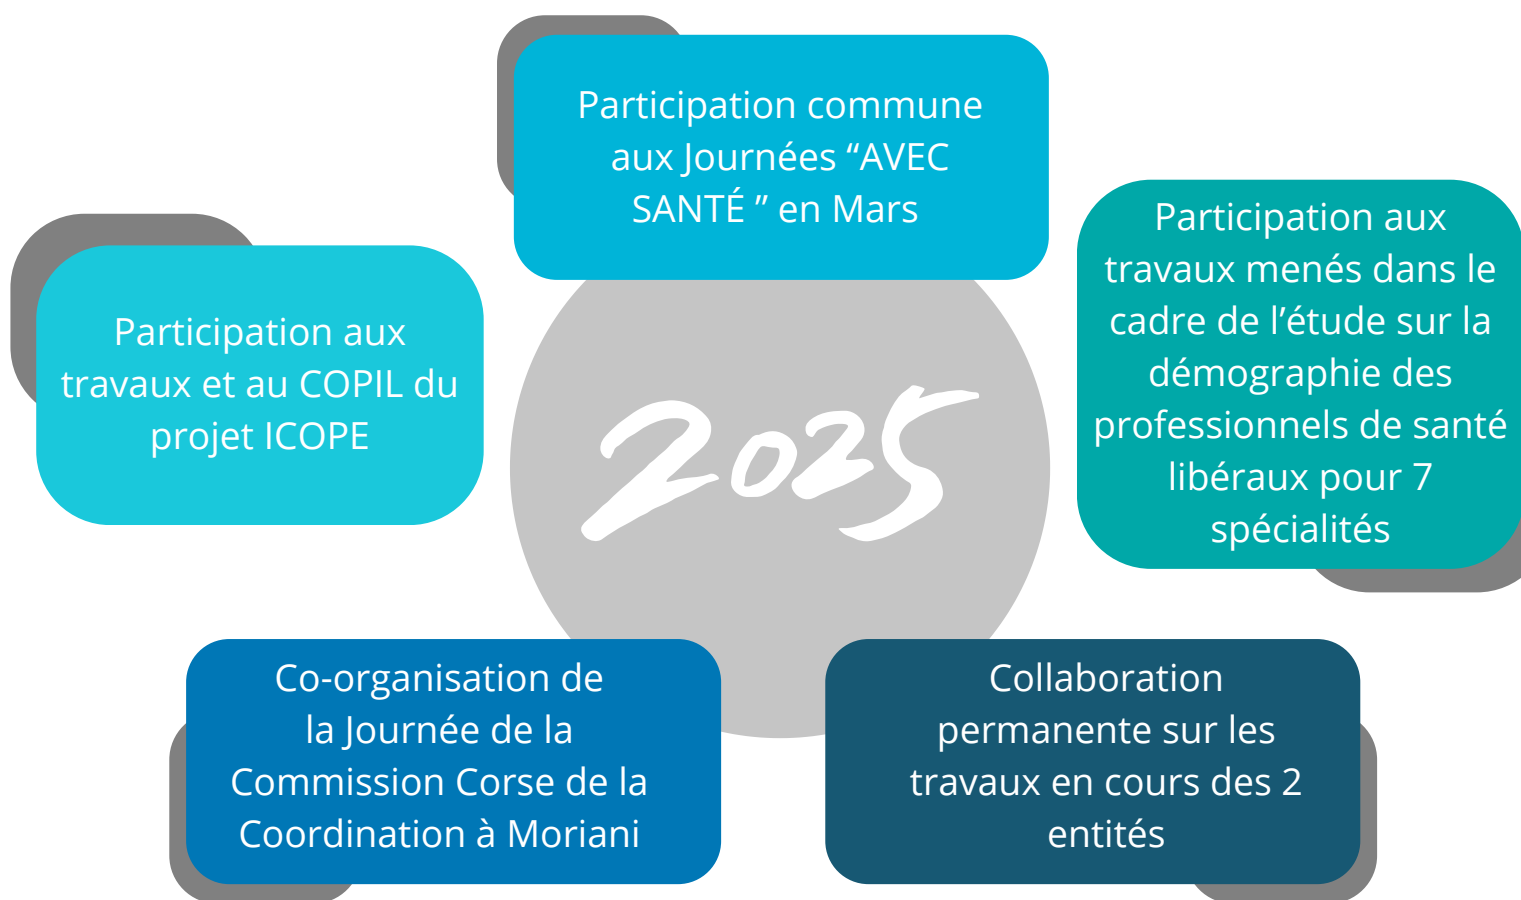 Participation commune
aux Journées “AVEC
SANTÉ ” en Mars
Participation aux
travaux menés dans le
cadre de l’étude sur la
démographie des
professionnels de santé
libéraux pour 7
spécialités
Participation aux
travaux et au COPIL du
projet ICOPE
2025
Co-organisation de
la Journée de la
Commission Corse de la
Coordination à Moriani
Collaboration
permanente sur les
travaux en cours des 2
entités